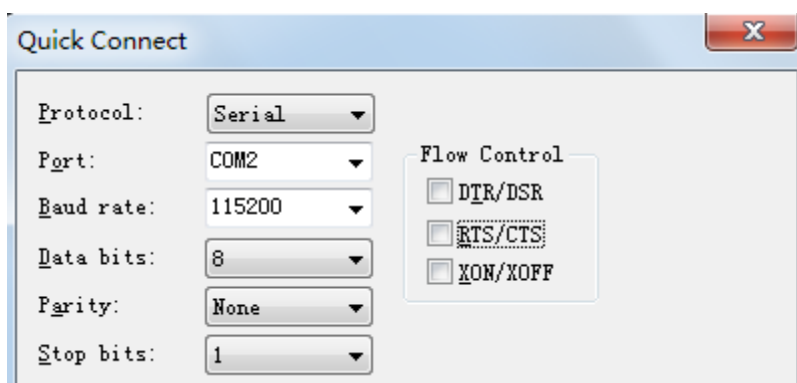 Quick Connect
Protocol: Serial
Port: COM2
Baud rate: 115200
Data bits: 8
Parity: None
Stop bits: 1
Flow Control
DTR/DSR
RTS/CTS
XON/XOFF